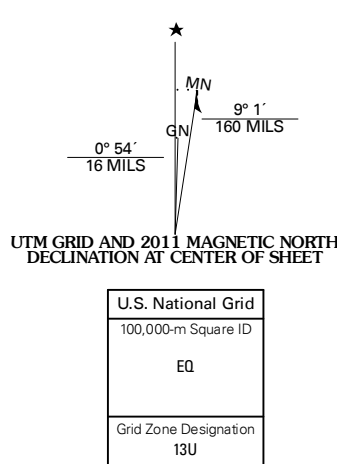 ★
MN
9° 1´
160 MILS
GN
0° 54´
16 MILS
UTM GRID AND 2011 MAGNETIC NORTH
DECLINATION AT CENTER OF SHEET
U.S. National Grid
100,000-m Square ID
EQ
Grid Zone Designation
13U